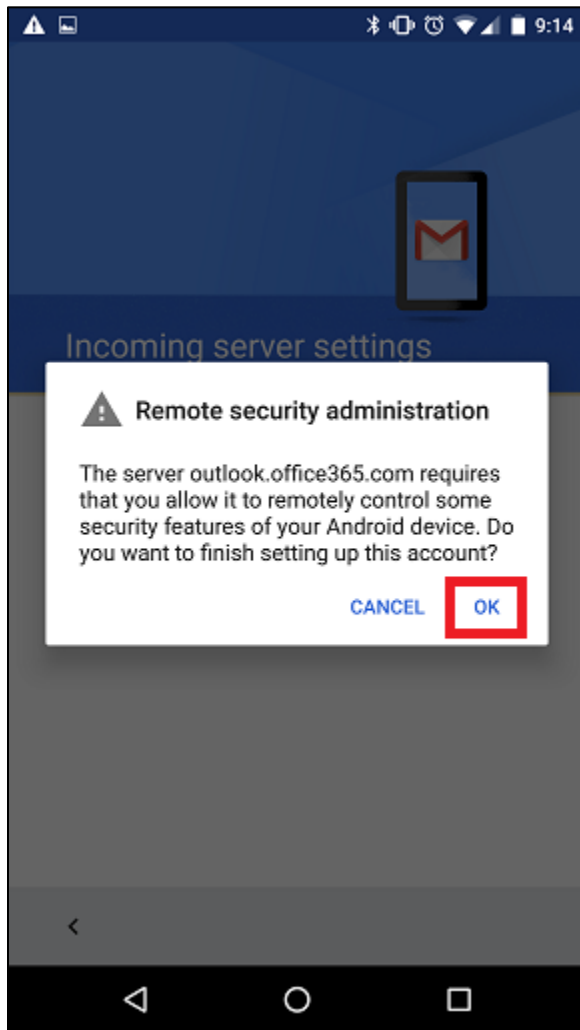 9:14
Incoming server settings
Remote security administration
The server outlook.office365.com requires
that you allow it to remotely control some
security features of your Android device. Do
you want to finish setting up this account?
CANCEL OK